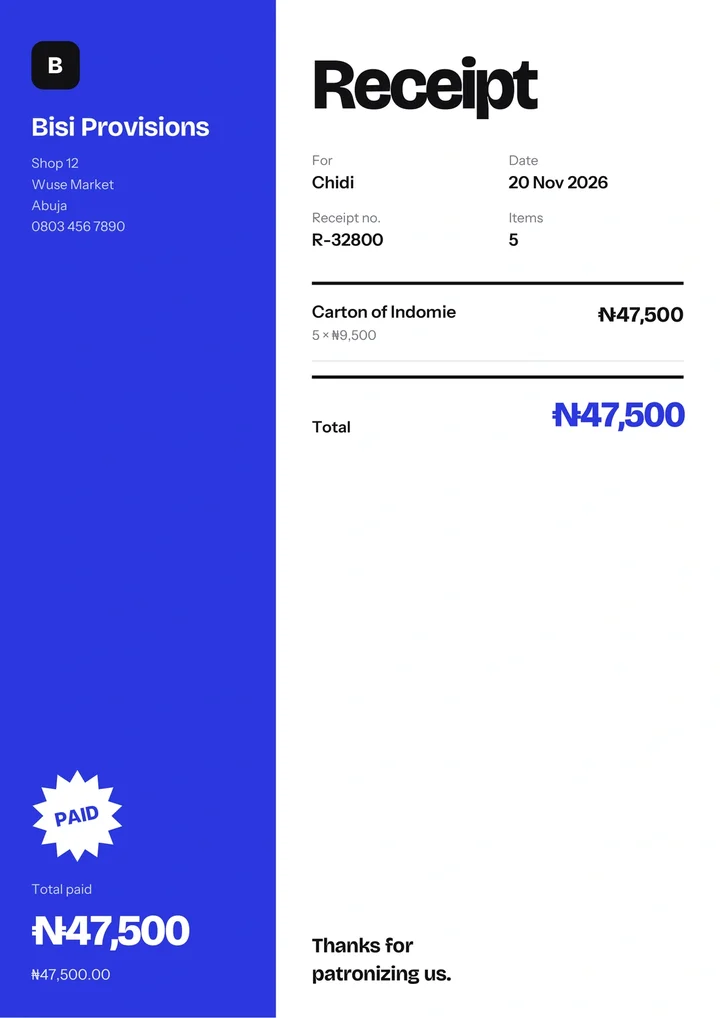 B
Bisi Provisions
Shop 12
Wuse Market
Abuja
0803 456 7890
PAID
Total paid
₦47,500
₦47,500.00
Receipt
For
Chidi
Date
20 Nov 2026
Receipt no.
R-32800
Items
5
Carton of Indomie
₦47,500
5 × ₦9,500
Total
₦47,500
Thanks for
patronizing us.